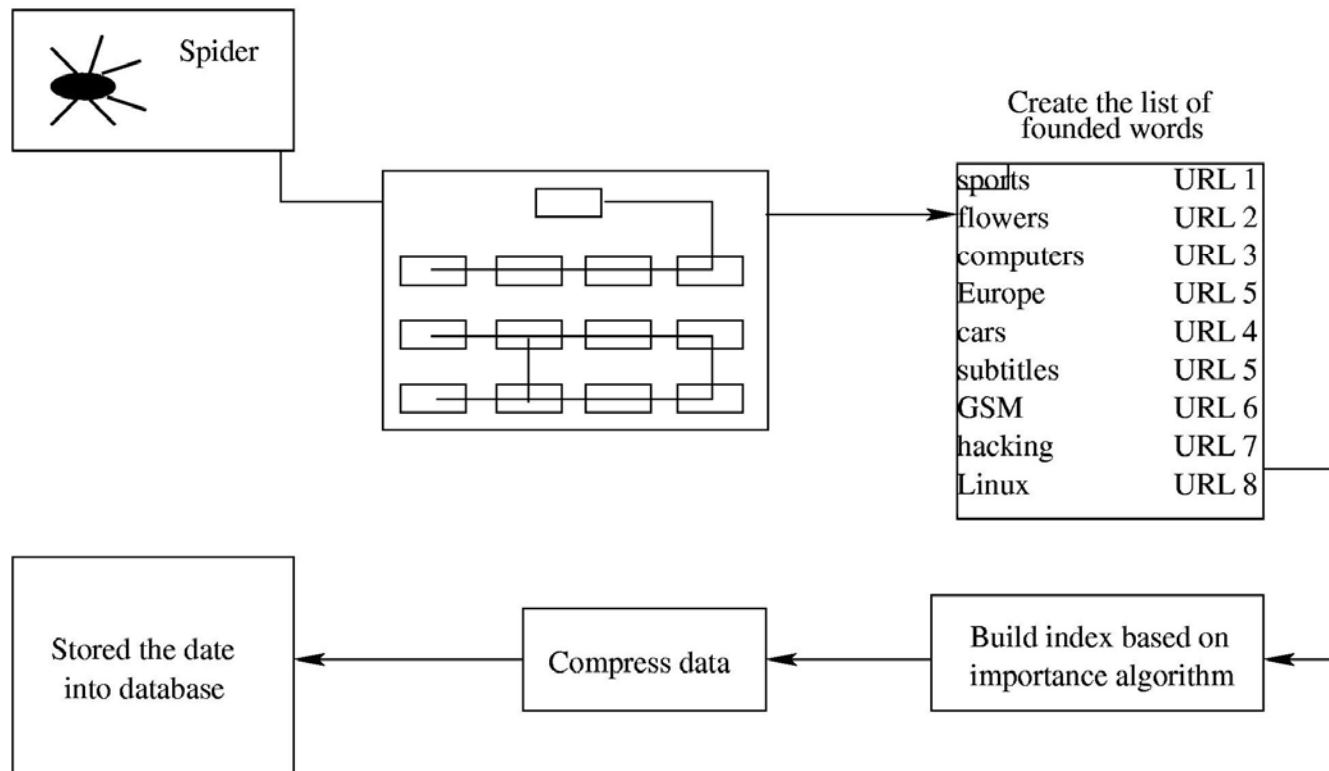 Spider
Create the list of
founded words
sports URL 1
flowers URL 2
computers URL 3
Europe URL 5
cars URL 4
subtitles URL 5
GSM URL 6
hacking URL 7
Linux URL 8
Stored the date
into database
Compress data
Build index based on
importance algorithm